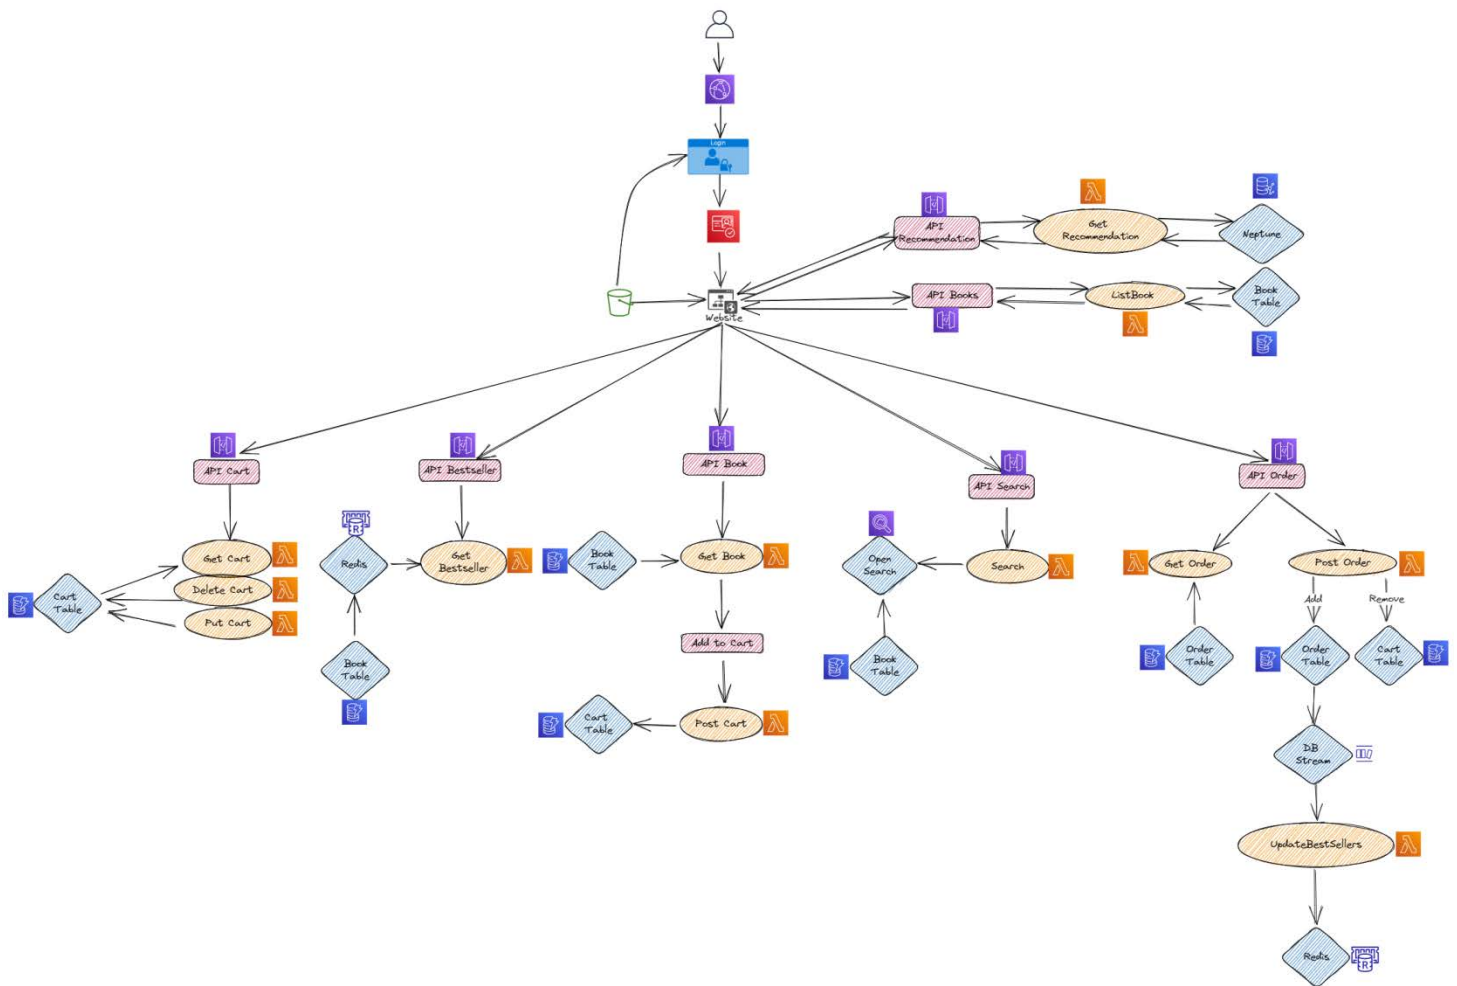 Login
API
Recommendation
Get
Recommendation
Neptune
API Books
ListBook
Book
Table
Website
API Cart
API Bestseller
API Book
API Search
API Order
Get Cart
Delete Cart
Put Cart
Cart
Table
R
Redis
Get
Bestseller
Book
Table
Book
Table
Get Book
Add to Cart
Cart
Table
Post Cart
Open
Search
Search
Book
Table
Get Order
Post Order
Add
Remove
Order
Table
Order
Table
Cart
Table
DB
Stream
UpdateBestSellers
Redis
R